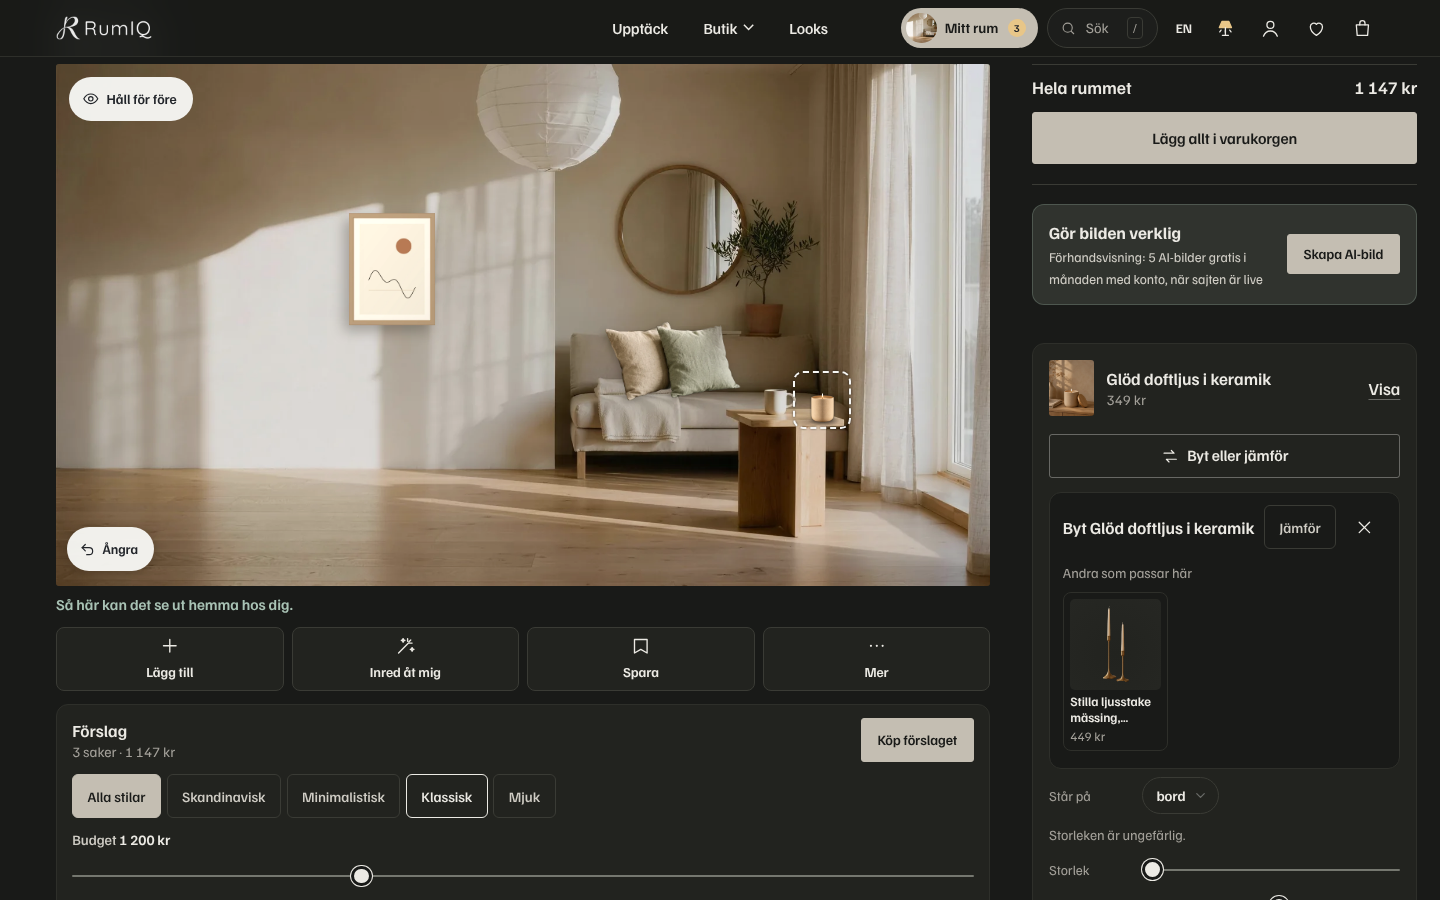 RumIQ
Upptäck
Butik
Looks
Mitt rum
3
Sök
/
EN
Håll för före
Ångra
Så här kan det se ut hemma hos dig.
Lägg till
Inred åt mig
Spara
Mer
Förslag
3 saker · 1 147 kr
Köp förslaget
Alla stilar
Skandinavisk
Minimalistisk
Klassisk
Mjuk
Budget 1 200 kr
Hela rummet
1 147 kr
Lägg allt i varukorgen
Gör bilden verklig
Förhandsvisning: 5 AI-bilder gratis i
månaden med konto, när sajten är live
Skapa AI-bild
Glöd doftljus i keramik
349 kr
Visa
Byt eller jämför
Byt Glöd doftljus i keramik
Jämför
Andra som passar här
Stilla ljusstake
mässing,...
449 kr
Står på
bord
Storleken är ungefärlig.
Storlek